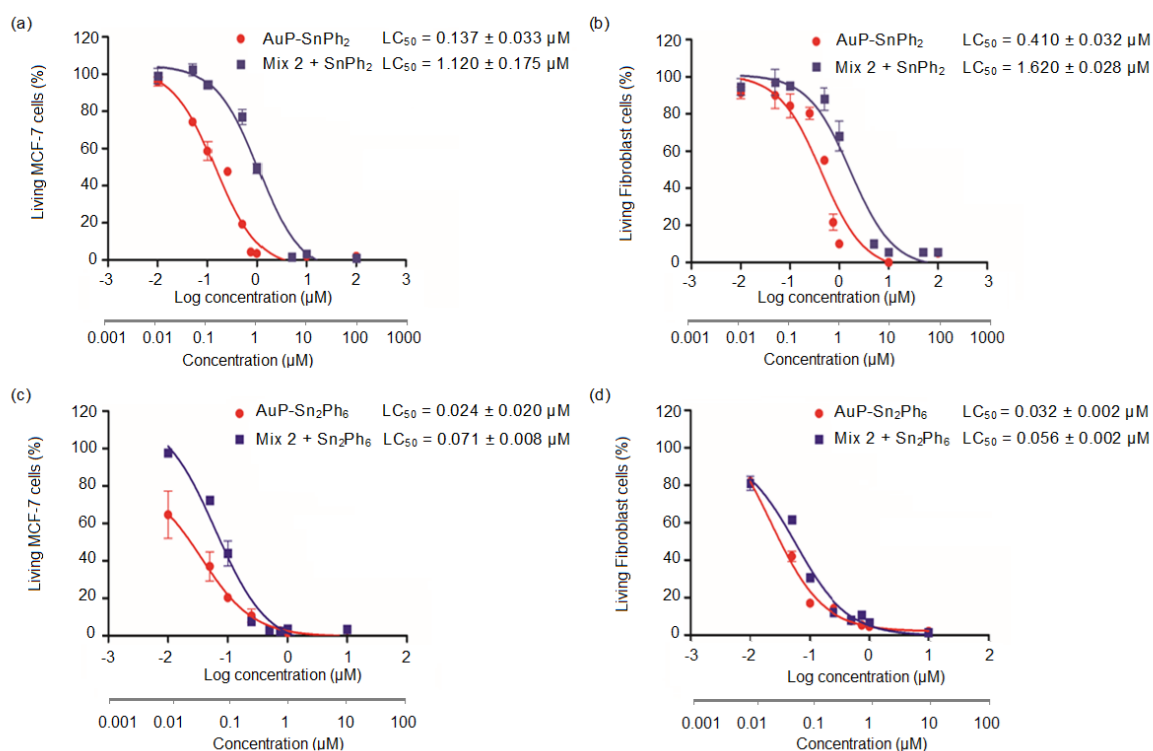 (a)
AuP-SnPh₂ LC₅₀ = 0.137 ± 0.033 µM
Mix 2 + SnPh₂ LC₅₀ = 1.120 ± 0.175 µM
Living MCF-7 cells (%)
120
100
80
60
40
20
0
-3 -2 -1 0 1 2 3
Log concentration (µM)
0.001 0.01 0.1 1 10 100 1000
Concentration (µM)
(b)
AuP-SnPh₂ LC₅₀ = 0.410 ± 0.032 µM
Mix 2 + SnPh₂ LC₅₀ = 1.620 ± 0.028 µM
Living Fibroblast cells (%)
120
100
80
60
40
20
0
-3 -2 -1 0 1 2 3
Log concentration (µM)
0.001 0.01 0.1 1 10 100 1000
Concentration (µM)
(c)
AuP-Sn₂Ph₆ LC₅₀ = 0.024 ± 0.020 µM
Mix 2 + Sn₂Ph₆ LC₅₀ = 0.071 ± 0.008 µM
Living MCF-7 cells (%)
120
100
80
60
40
20
0
-3 -2 -1 0 1 2
Log concentration (µM)
0.001 0.01 0.1 1 10 100
Concentration (µM)
(d)
AuP-Sn₂Ph₆ LC₅₀ = 0.032 ± 0.002 µM
Mix 2 + Sn₂Ph₆ LC₅₀ = 0.056 ± 0.002 µM
Living Fibroblast cells (%)
120
100
80
60
40
20
0
-3 -2 -1 0 1 2
Log concentration (µM)
0.001 0.01 0.1 1 10 100
Concentration (µM)